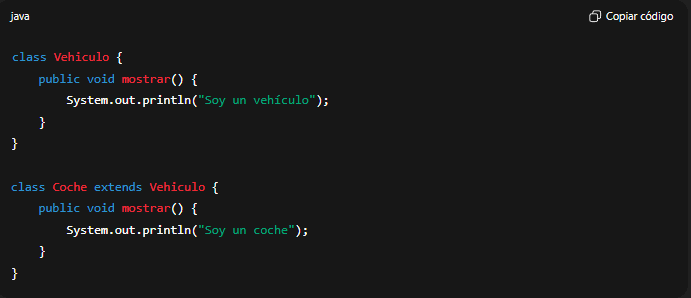 java
Copiar código
class Vehiculo {
    public void mostrar() {
        System.out.println("Soy un vehículo");
    }
}
class Coche extends Vehiculo {
    public void mostrar() {
        System.out.println("Soy un coche");
    }
}